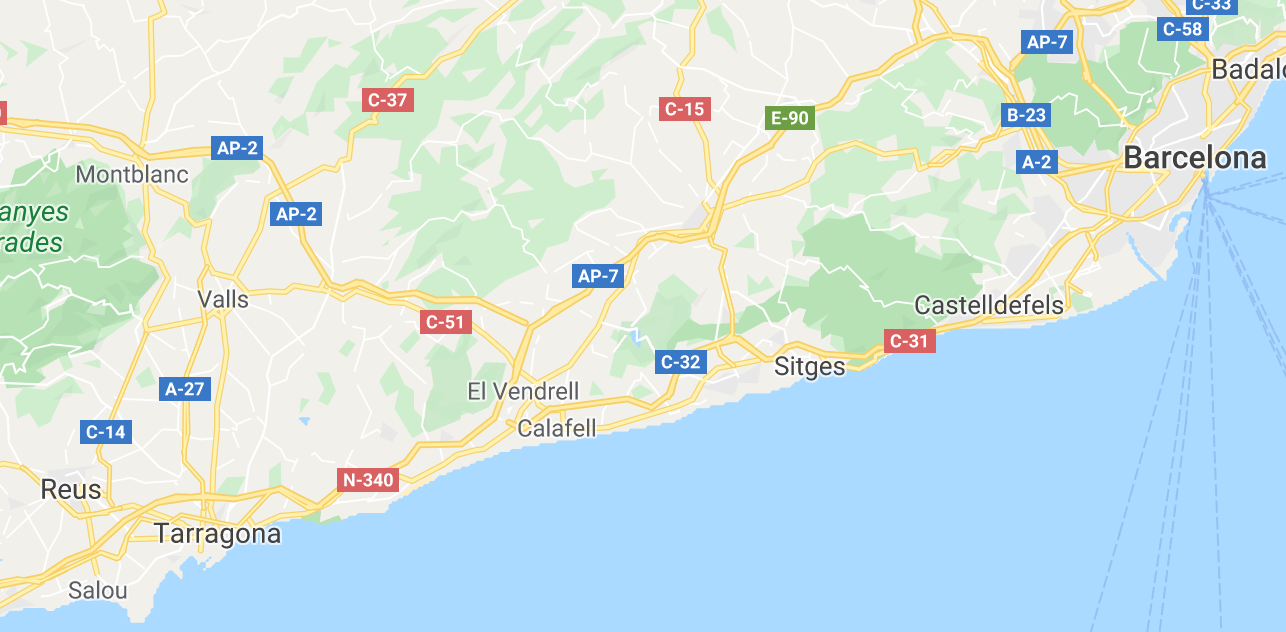 C-33
C-58
AP-7
Badalo
C-37
C-15
E-90
B-23
AP-2
A-2
Barcelona
Montblanc
anyes
rades
AP-2
AP-7
Valls
Castelldefels
C-51
C-31
C-32
Sitges
A-27
El Vendrell
C-14
Calafell
N-340
Reus
Tarragona
Salou